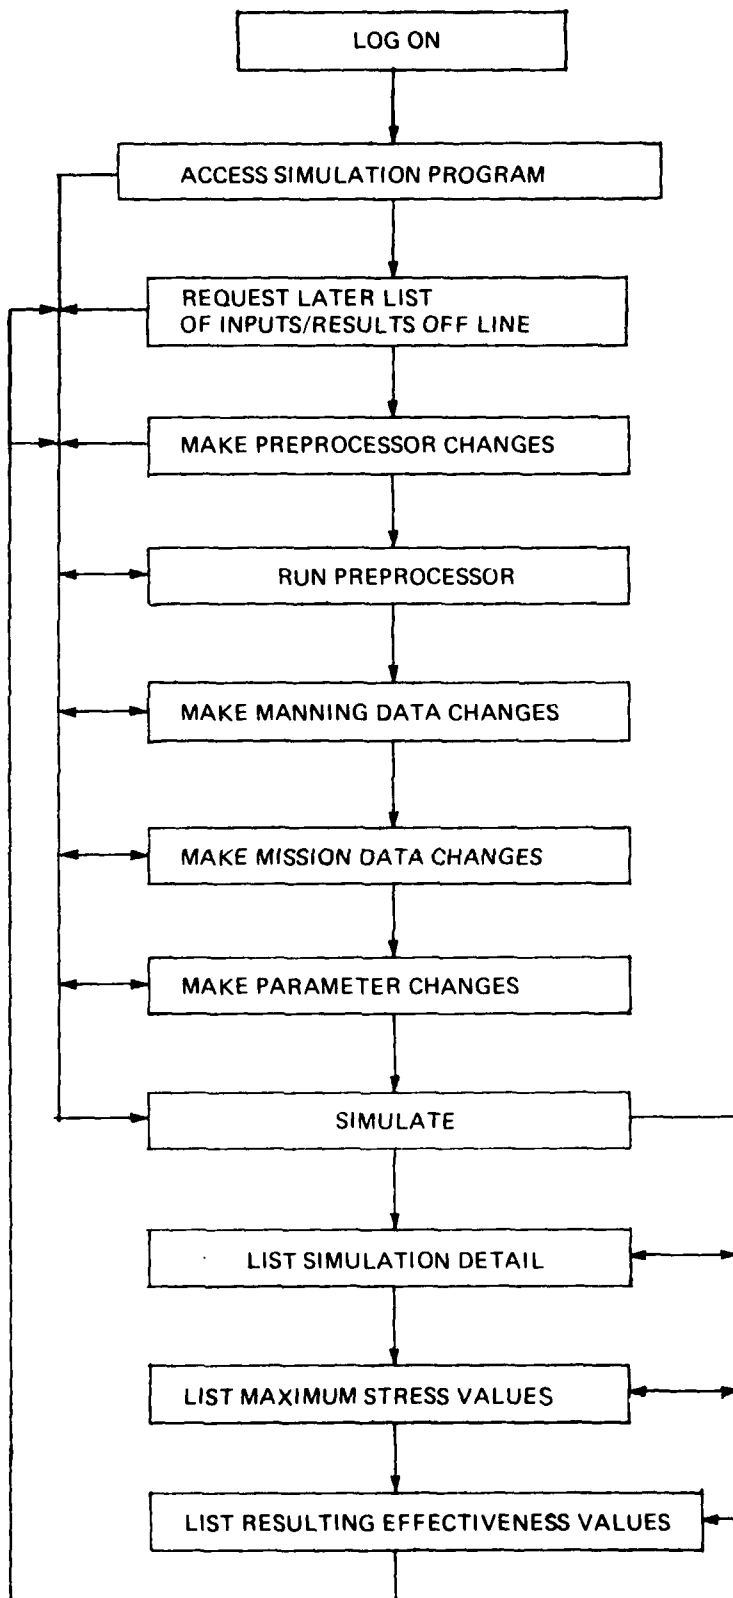 LOG ON
ACCESS SIMULATION PROGRAM
REQUEST LATER LIST
OF INPUTS/RESULTS OFF LINE
MAKE PREPROCESSOR CHANGES
RUN PREPROCESSOR
MAKE MANNING DATA CHANGES
MAKE MISSION DATA CHANGES
MAKE PARAMETER CHANGES
SIMULATE
LIST SIMULATION DETAIL
LIST MAXIMUM STRESS VALUES
LIST RESULTING EFFECTIVENESS VALUES